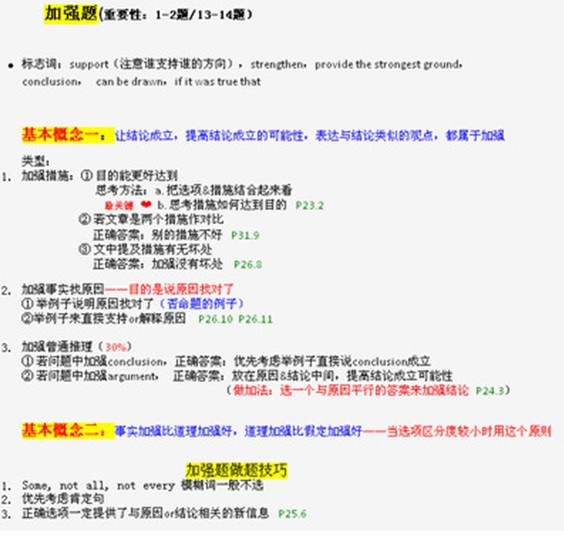 加强题(重要性：1-2题/13-14题)
• 标志词：support（注意谁支持谁的方向），strengthen，provide the strongest ground，
conclusion， can be drawn，if it was true that
基本概念一：让结论成立，提高结论成立的可能性，表达与结论类似的观点，都属于加强
类型：
1. 加强措施：① 目的能更好达到
思考方法：a.把选项&措施结合起来看
最关键 ❤ b.思考措施如何达到目的 P23.2
② 若文章是两个措施作对比
正确答案：别的措施不好 P31.9
③ 文中提及措施有无坏处
正确答案：加强没有坏处 P26.8
2. 加强事实找原因——目的是说原因找对了
① 举例子说明原因找对了（否命题的例子）
②举例子来直接支持or解释原因 P26.10 P26.11
3. 加强普通推理（30%）
① 若问题中加强conclusion，正确答案：优先考虑举例子直接说conclusion成立
② 若问题中加强argument， 正确答案：放在原因&结论中间，提高结论成立可能性
（做加法：选一个与原因平行的答案来加强结论 P24.3）
基本概念二：事实加强比道理加强好，道理加强比假定加强好——当选项区分度较小时用这个原则
加强题做题技巧
1. Some, not all, not every 模糊词一般不选
2. 优先考虑肯定句
3. 正确选项一定提供了与原因or结论相关的新信息 P25.6